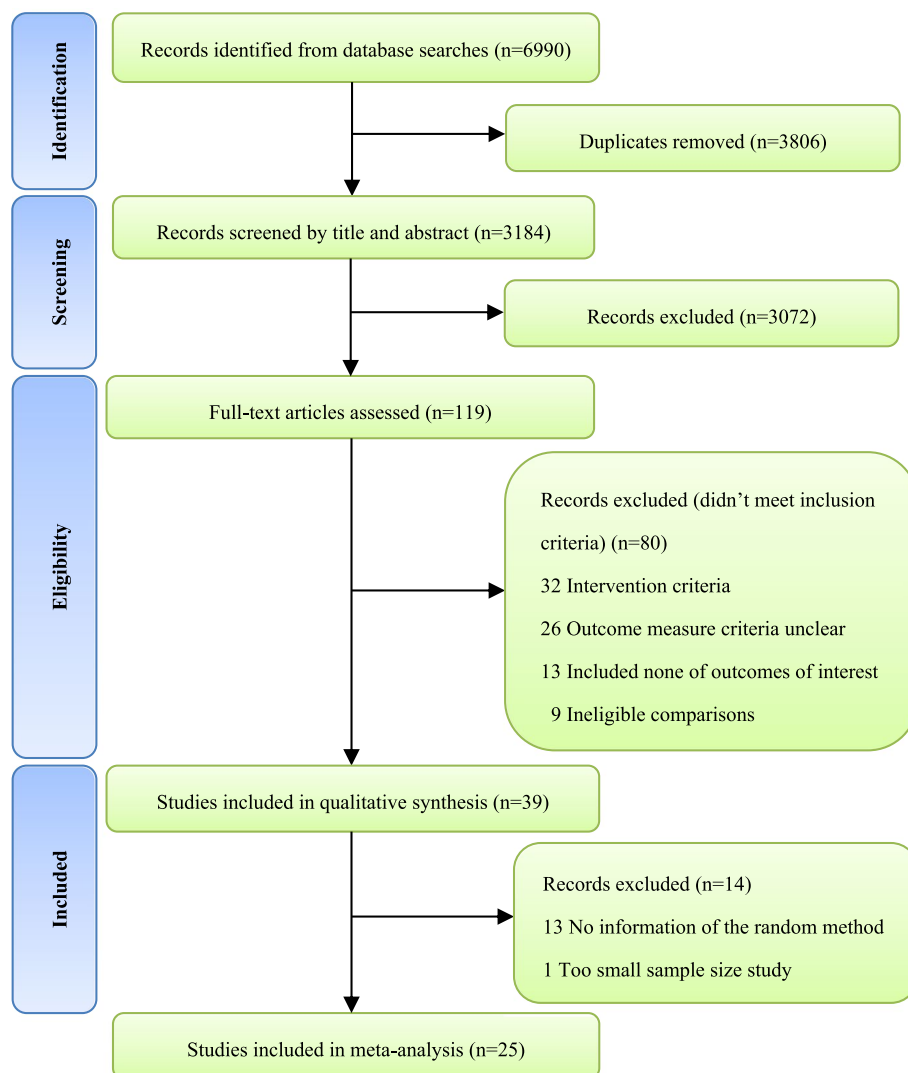 Identification
Records identified from database searches (n=6990)
Duplicates removed (n=3806)
Screening
Records screened by title and abstract (n=3184)
Records excluded (n=3072)
Eligibility
Full-text articles assessed (n=119)
Records excluded (didn’t meet inclusion
criteria) (n=80)
32 Intervention criteria
26 Outcome measure criteria unclear
13 Included none of outcomes of interest
9 Ineligible comparisons
Included
Studies included in qualitative synthesis (n=39)
Records excluded (n=14)
13 No information of the random method
1 Too small sample size study
Studies included in meta-analysis (n=25)